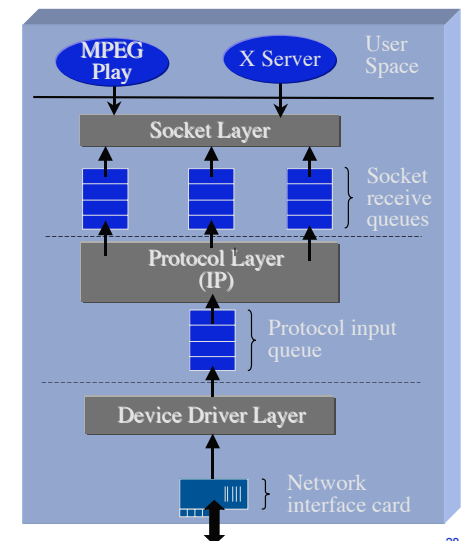 MPEG
Play
X Server
User
Space
Socket Layer
Socket
receive
queues
Protocol Layer
(IP)
Protocol input
queue
Device Driver Layer
Network
interface card